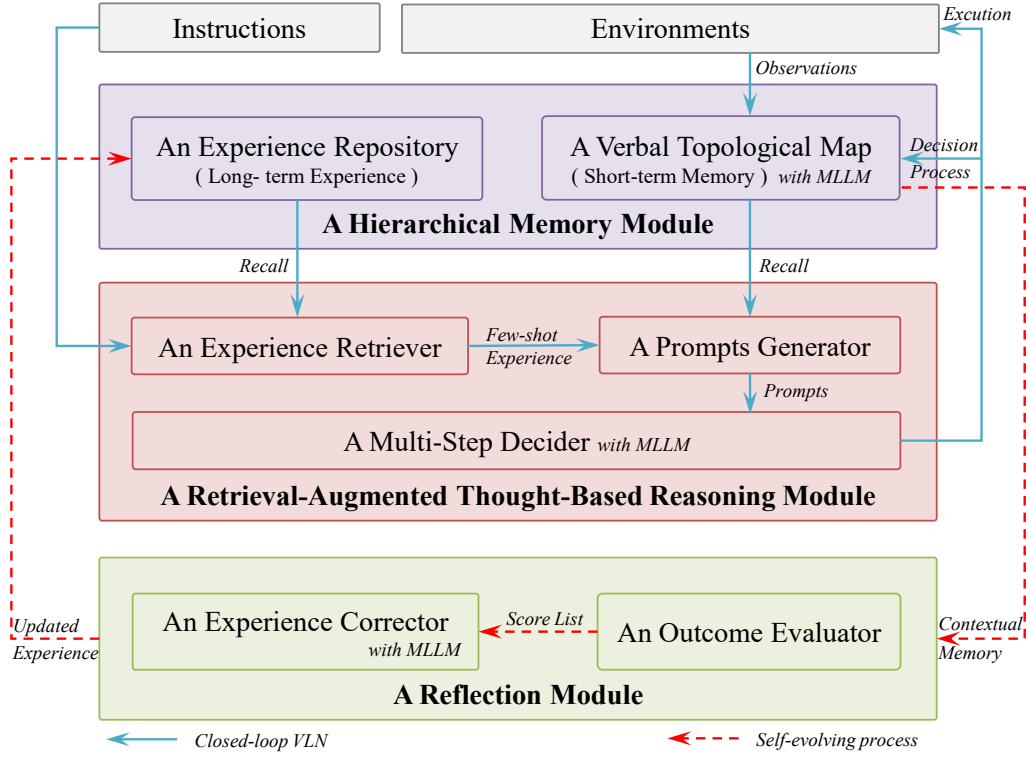 Instructions
Environments
Excution
Observations
An Experience Repository
( Long- term Experience )
A Verbal Topological Map
( Short-term Memory ) with MLLM
Decision
Process
A Hierarchical Memory Module
Recall
Recall
An Experience Retriever
Few-shot
Experience
A Prompts Generator
Prompts
A Multi-Step Decider with MLLM
A Retrieval-Augmented Thought-Based Reasoning Module
Updated
Experience
An Experience Corrector
with MLLM
Score List
An Outcome Evaluator
Contextual
Memory
A Reflection Module
Closed-loop VLN
Self-evolving process